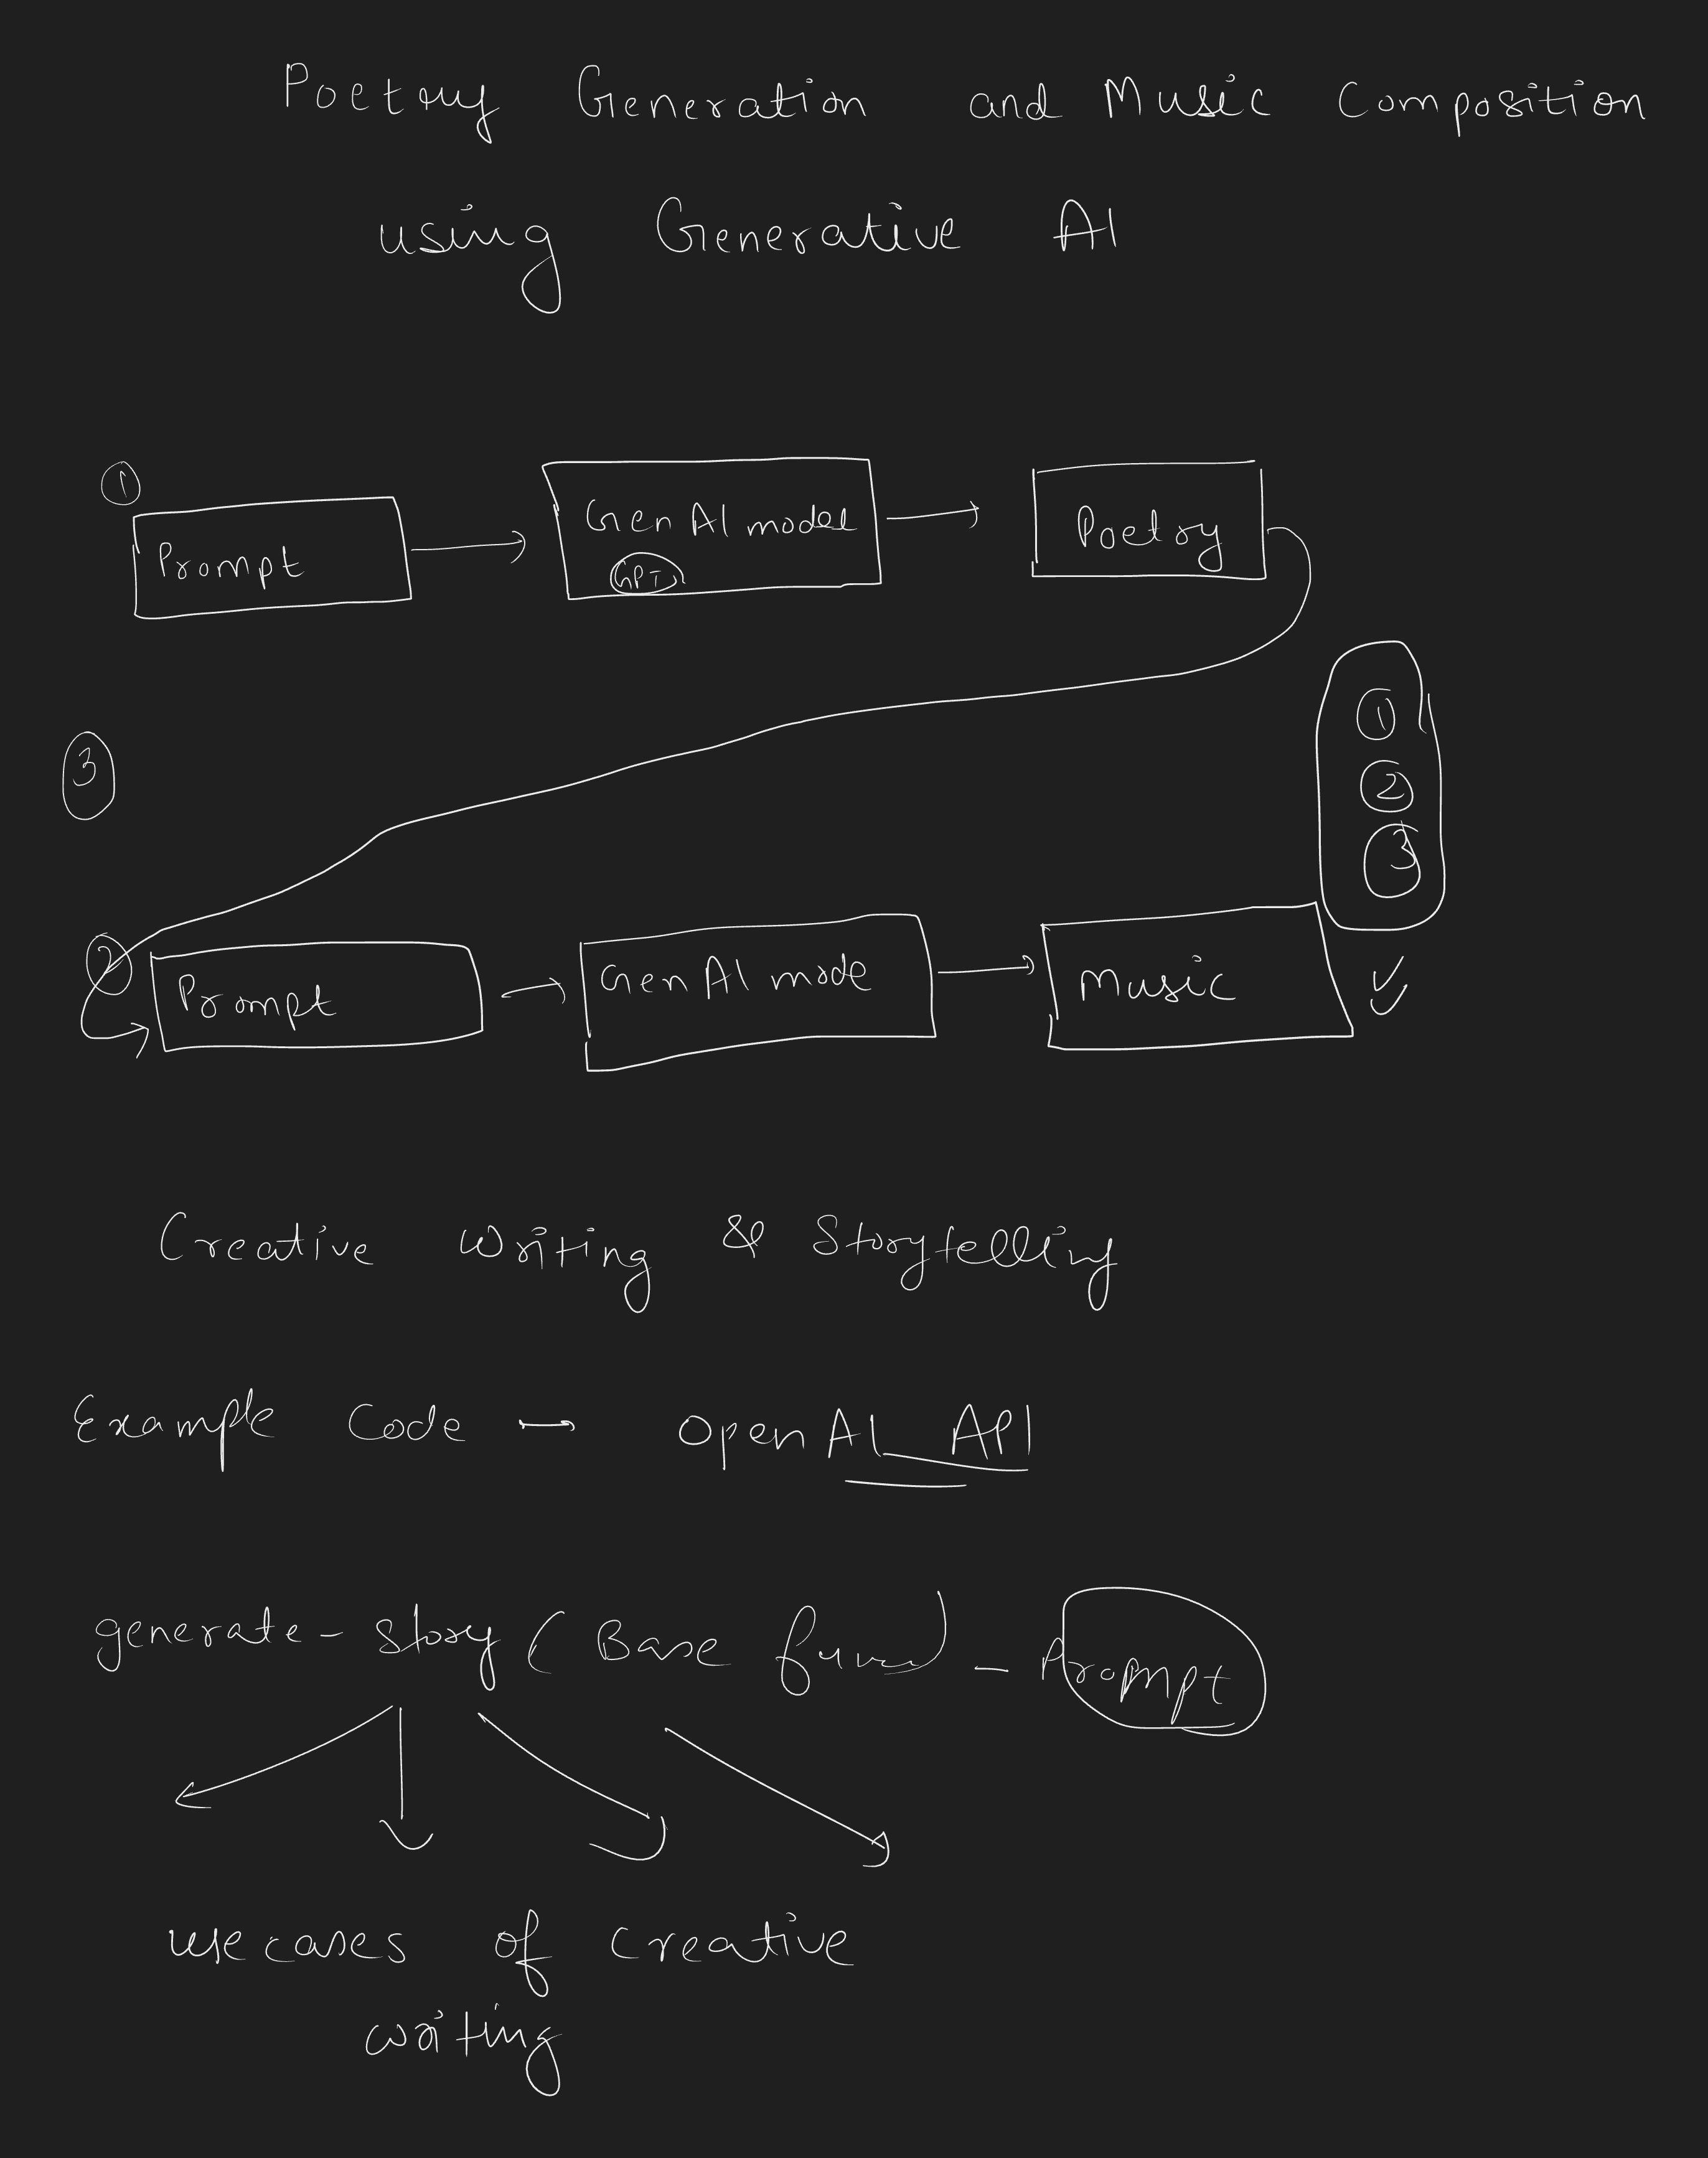 Poetry Generation and Music Composition
using Generative AI
①
Prompt
GenAI model
GPT
Poetry
①
②
③
③
②
Prompt
GenAI mode
Music
Creative writing & Storytelling
Example Code → OpenAI API
generate-story (Base func) - Prompt
usecases of creative
writing